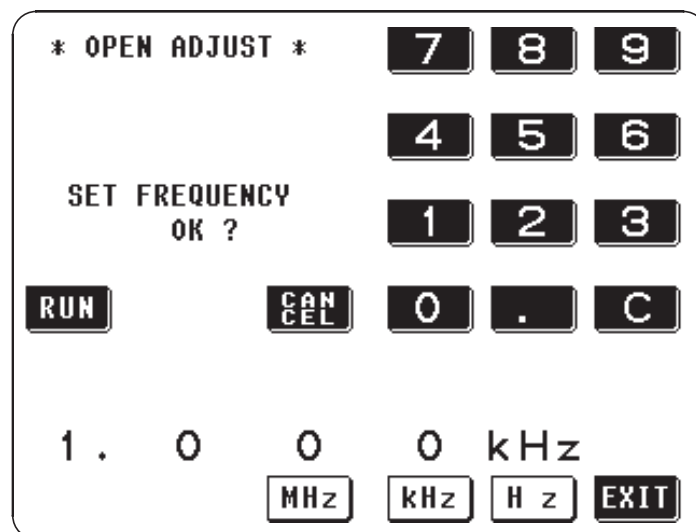 * OPEN ADJUST * 7 8 9
4 5 6
SET FREQUENCY
OK ? 1 2 3
RUN CAN
CEL 0 . C
1. 0 0 0 kHz
MHz kHz H z EXIT